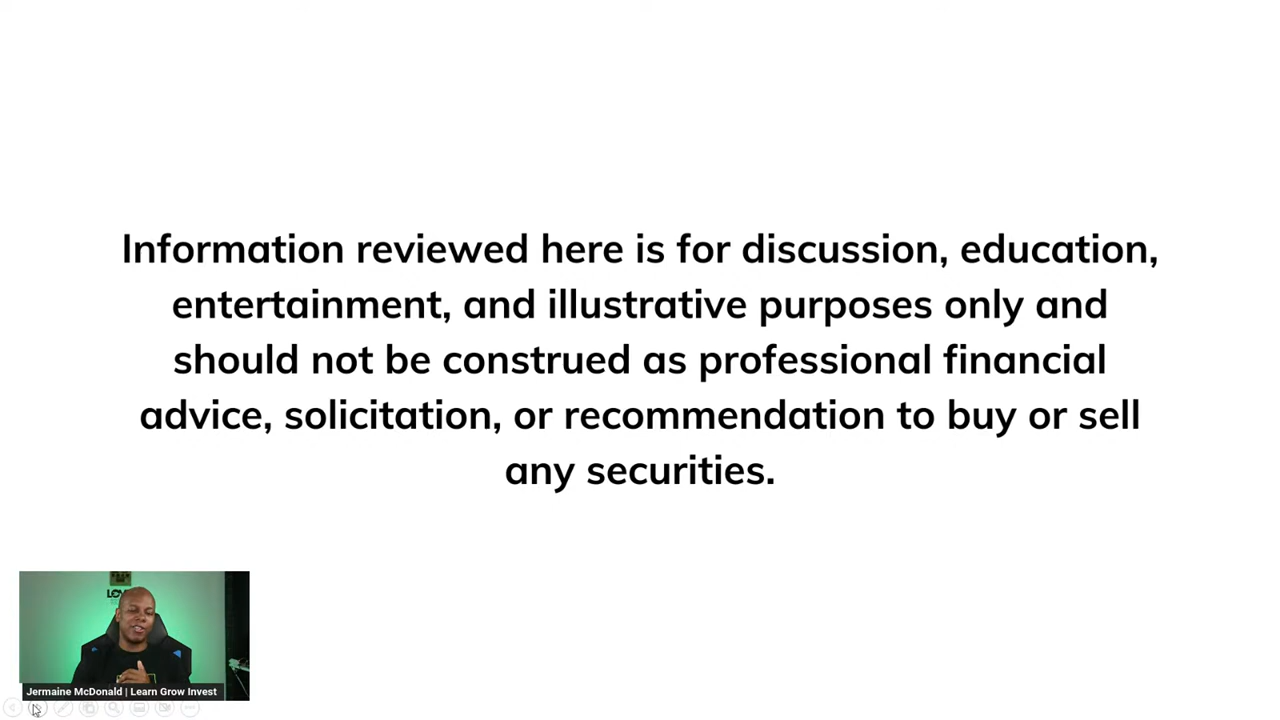 Information reviewed here is for discussion, education,
entertainment, and illustrative purposes only and
should not be construed as professional financial
advice, solicitation, or recommendation to buy or sell
any securities.
Jermaine McDonald | Learn Grow Invest